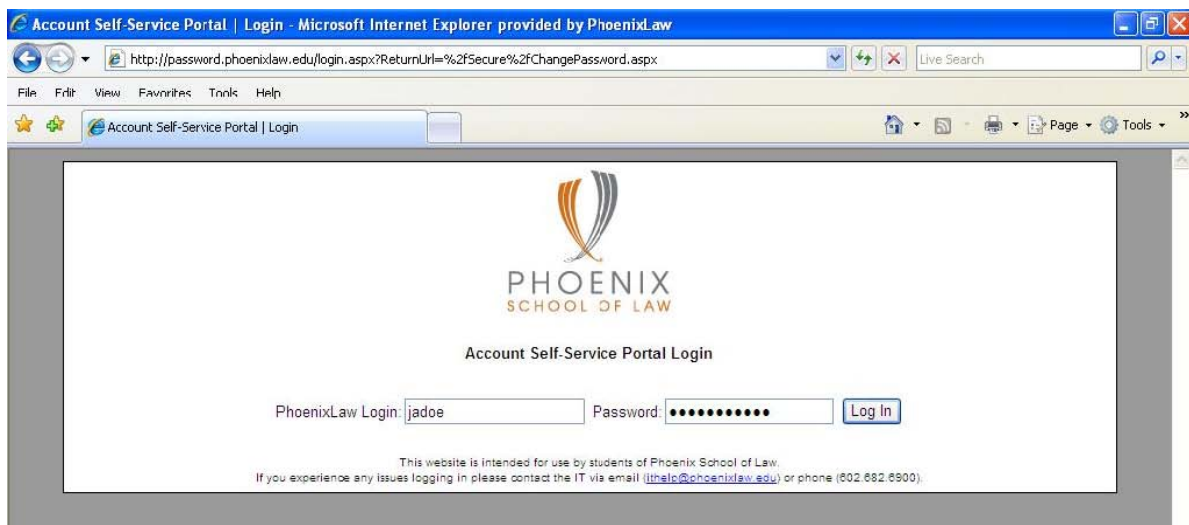 Account Self-Service Portal | Login - Microsoft Internet Explorer provided by PhoenixLaw
http://password.phoenixlaw.edu/login.aspx?ReturnUrl=%2fSecure%2fChangePassword.aspx Live Search
File Edit View Favorites Tools Help
Account Self-Service Portal | Login Page Tools »
PHOENIX
SCHOOL OF LAW
Account Self-Service Portal Login
PhoenixLaw Login: jadoe Password: ●●●●●●●●●●● Log In
This website is intended for use by students of Phoenix School of Law.
If you experience any issues logging in please contact the IT via email (ithelp@phoenixlaw.edu) or phone (602.682.6900).